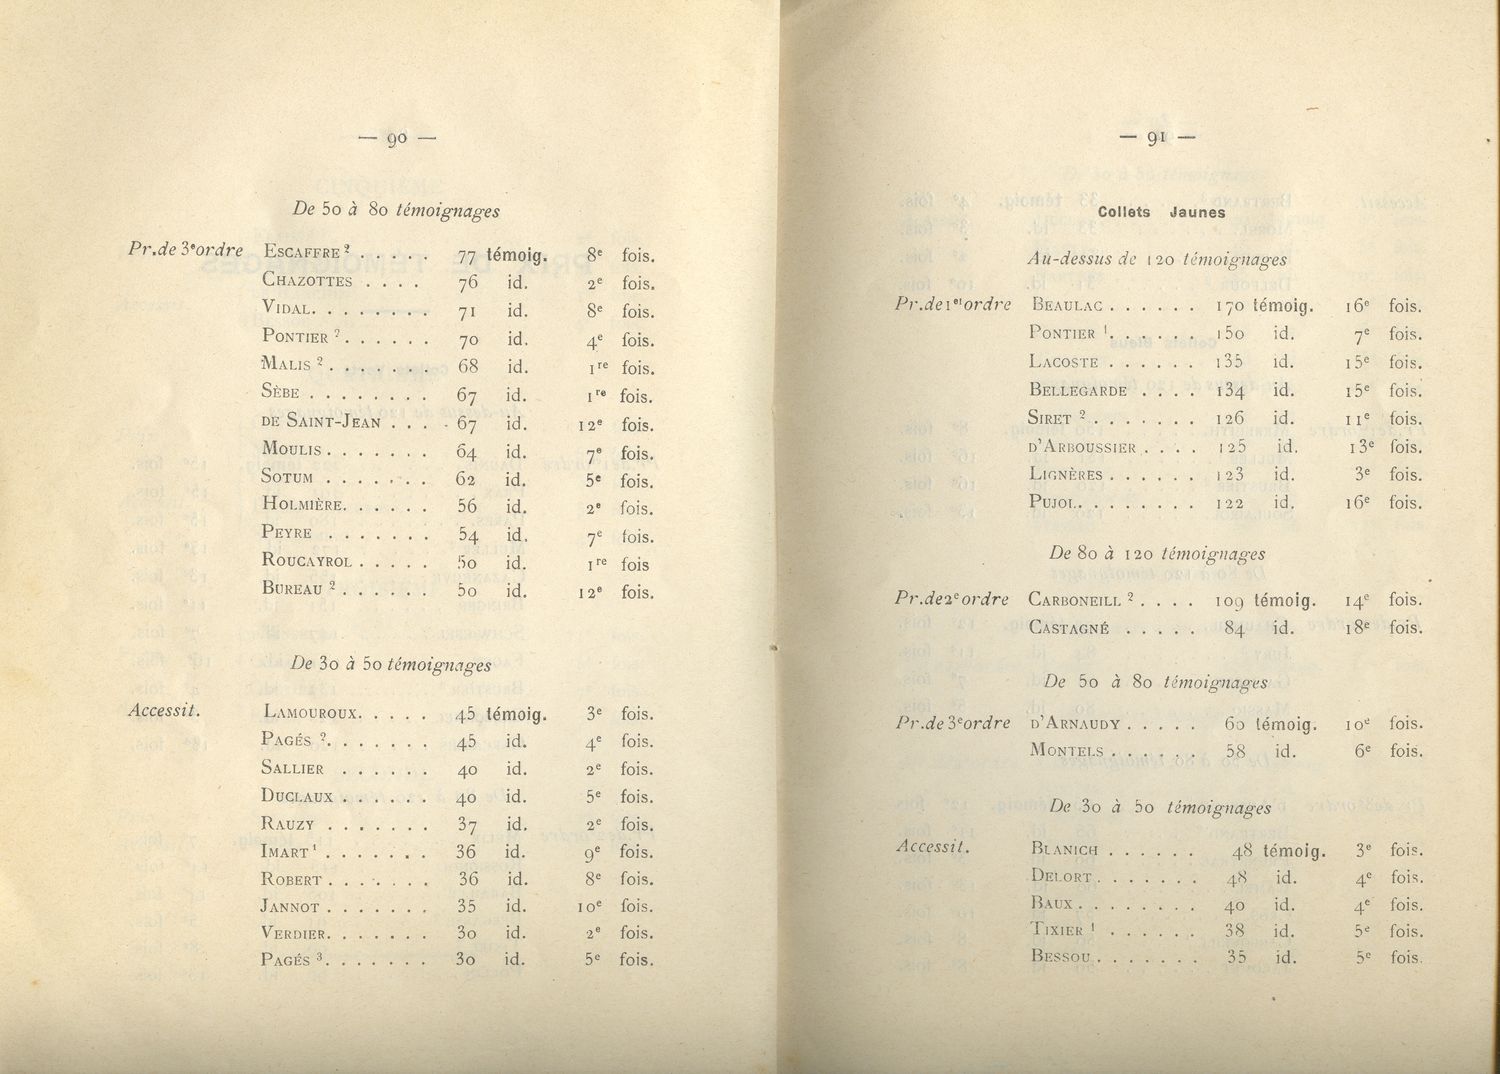 — 90 —
De 50 à 80 témoignages
Pr. de 3e ordre ESCAFFRE 2 . . . . . 77 témoig. 8e fois.
CHAZOTTES . . . . 76 id. 2e fois.
VIDAL. . . . . . . . 71 id. 8e fois.
PONTIER 2 . . . . . . 70 id. 4e fois.
MALIS 2 . . . . . . . 68 id. 1re fois.
SÈBE . . . . . . . . 67 id. 1re fois.
DE SAINT-JEAN . . . . 67 id. 12e fois.
MOULIS . . . . . . . 64 id. 7e fois.
SOTUM . . . . . . . 62 id. 5e fois.
HOLMIÈRE. . . . . . 56 id. 2e fois.
PEYRE . . . . . . . 54 id. 7e fois.
ROUCAYROL . . . . . 50 id. 1re fois
BUREAU 2 . . . . . . 50 id. 12e fois.
De 30 à 50 témoignages
Accessit. LAMOUROUX. . . . . 45 témoig. 3e fois.
PAGÉS 2. . . . . . . 45 id. 4e fois.
SALLIER . . . . . . 40 id. 2e fois.
DUCLAUX . . . . . . 40 id. 5e fois.
RAUZY . . . . . . . 37 id. 2e fois.
IMART 1 . . . . . . . 36 id. 9e fois.
ROBERT . . . . . . . 36 id. 8e fois.
JANNOT . . . . . . . 35 id. 10e fois.
VERDIER. . . . . . . 30 id. 2e fois.
PAGÉS 3. . . . . . . 30 id. 5e fois.
— 91 —
Collets Jaunes
Au-dessus de 120 témoignages
Pr. de 1er ordre BEAULAC . . . . . . 170 témoig. 16e fois.
PONTIER 1. . . . . . 150 id. 7e fois.
LACOSTE . . . . . . 135 id. 15e fois.
BELLEGARDE . . . . 134 id. 15e fois.
SIRET 2 . . . . . . . 126 id. 11e fois.
D'ARBOUSSIER . . . . 125 id. 13e fois.
LIGNÈRES . . . . . . 123 id. 3e fois.
PUJOL. . . . . . . . 122 id. 16e fois.
De 80 à 120 témoignages
Pr. de 2e ordre CARBONEILL 2 . . . . 109 témoig. 14e fois.
CASTAGNÉ . . . . . 84 id. 18e fois.
De 50 à 80 témoignages
Pr. de 3e ordre D'ARNAUDY . . . . . 60 témoig. 10e fois.
MONTELS . . . . . . 58 id. 6e fois.
De 30 à 50 témoignages
Accessit. BLANICH . . . . . . 48 témoig. 3e fois.
DELORT . . . . . . . 48 id. 4e fois.
BAUX . . . . . . . . 40 id. 4e fois.
TIXIER 1 . . . . . . 38 id. 5e fois.
BESSOU . . . . . . . 35 id. 5e fois.